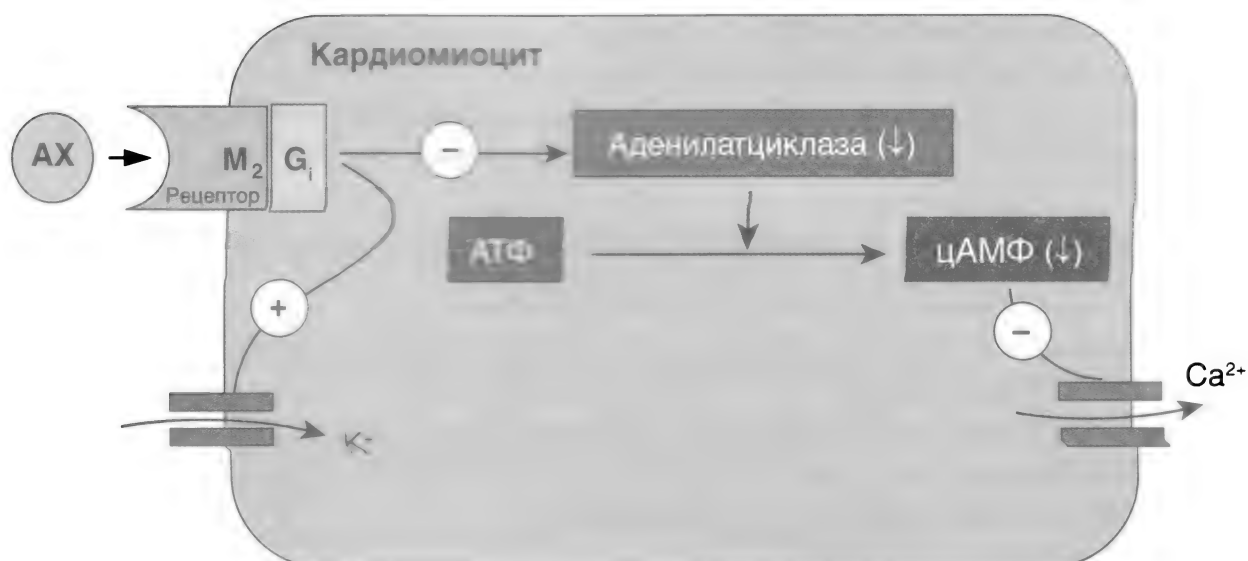 Кардиомиоцит
АХ
M₂
Рецептор
Gᵢ
−
Аденилатциклаза (↓)
АТФ
цАМФ (↓)
+
−
Ca²⁺